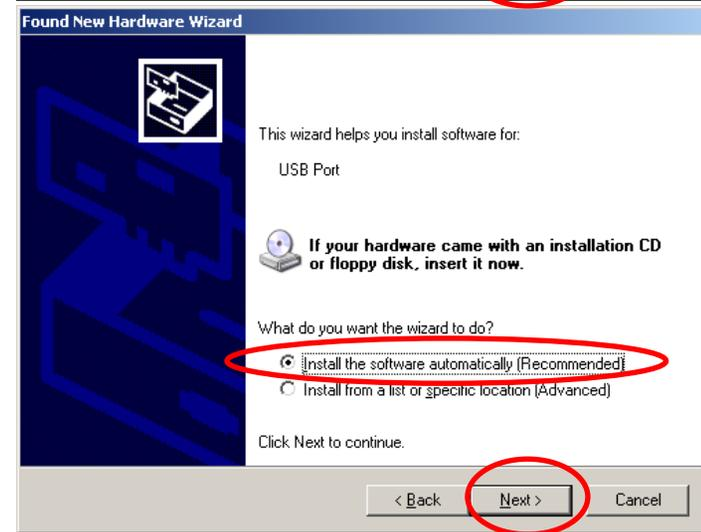 Found New Hardware Wizard
This wizard helps you install software for:
USB Port
If your hardware came with an installation CD
or floppy disk, insert it now.
What do you want the wizard to do?
Install the software automatically (Recommended)
Install from a list or specific location (Advanced)
Click Next to continue.
< Back Next > Cancel